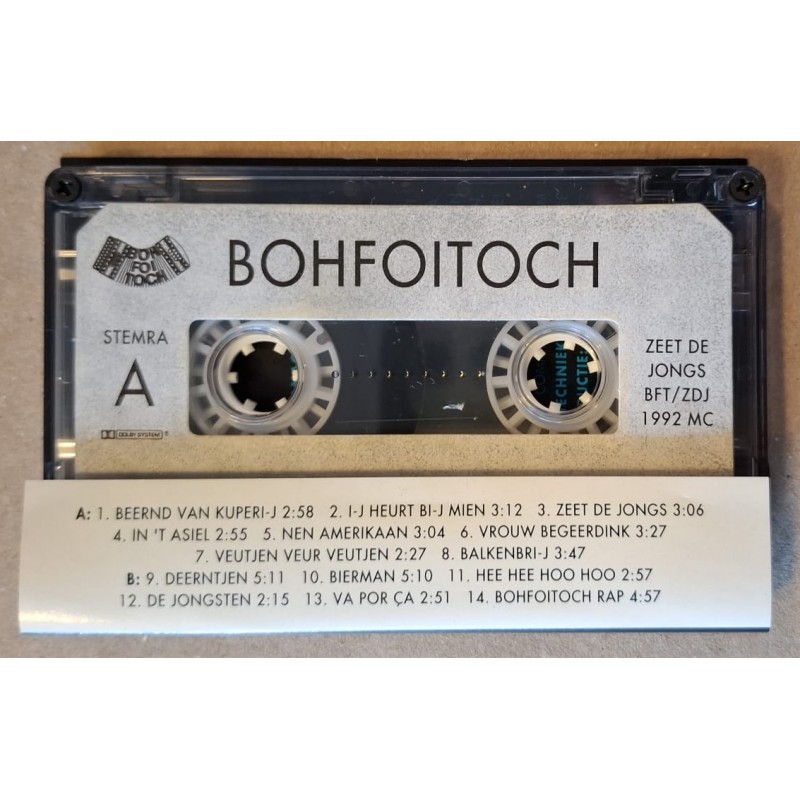 BOH
FOI
TOCH
BOHFOITOCH
STEMRA
A
DOLBY SYSTEM ®
ZEET DE
JONGS
BFT/ZDJ
1992 MC
A: 1. BEERND VAN KUPERI-J 2:58 2. I-J HEURT BI-J MIEN 3:12 3. ZEET DE JONGS 3:06
4. IN 'T ASIEL 2:55 5. NEN AMERIKAAN 3:04 6. VROUW BEGEERDINK 3:27
7. VEUTJEN VEUR VEUTJEN 2:27 8. BALKENBRI-J 3:47
B: 9. DEERNTJEN 5:11 10. BIERMAN 5:10 11. HEE HEE HOO HOO 2:57
12. DE JONGSTEN 2:15 13. VA POR ÇA 2:51 14. BOHFOITOCH RAP 4:57